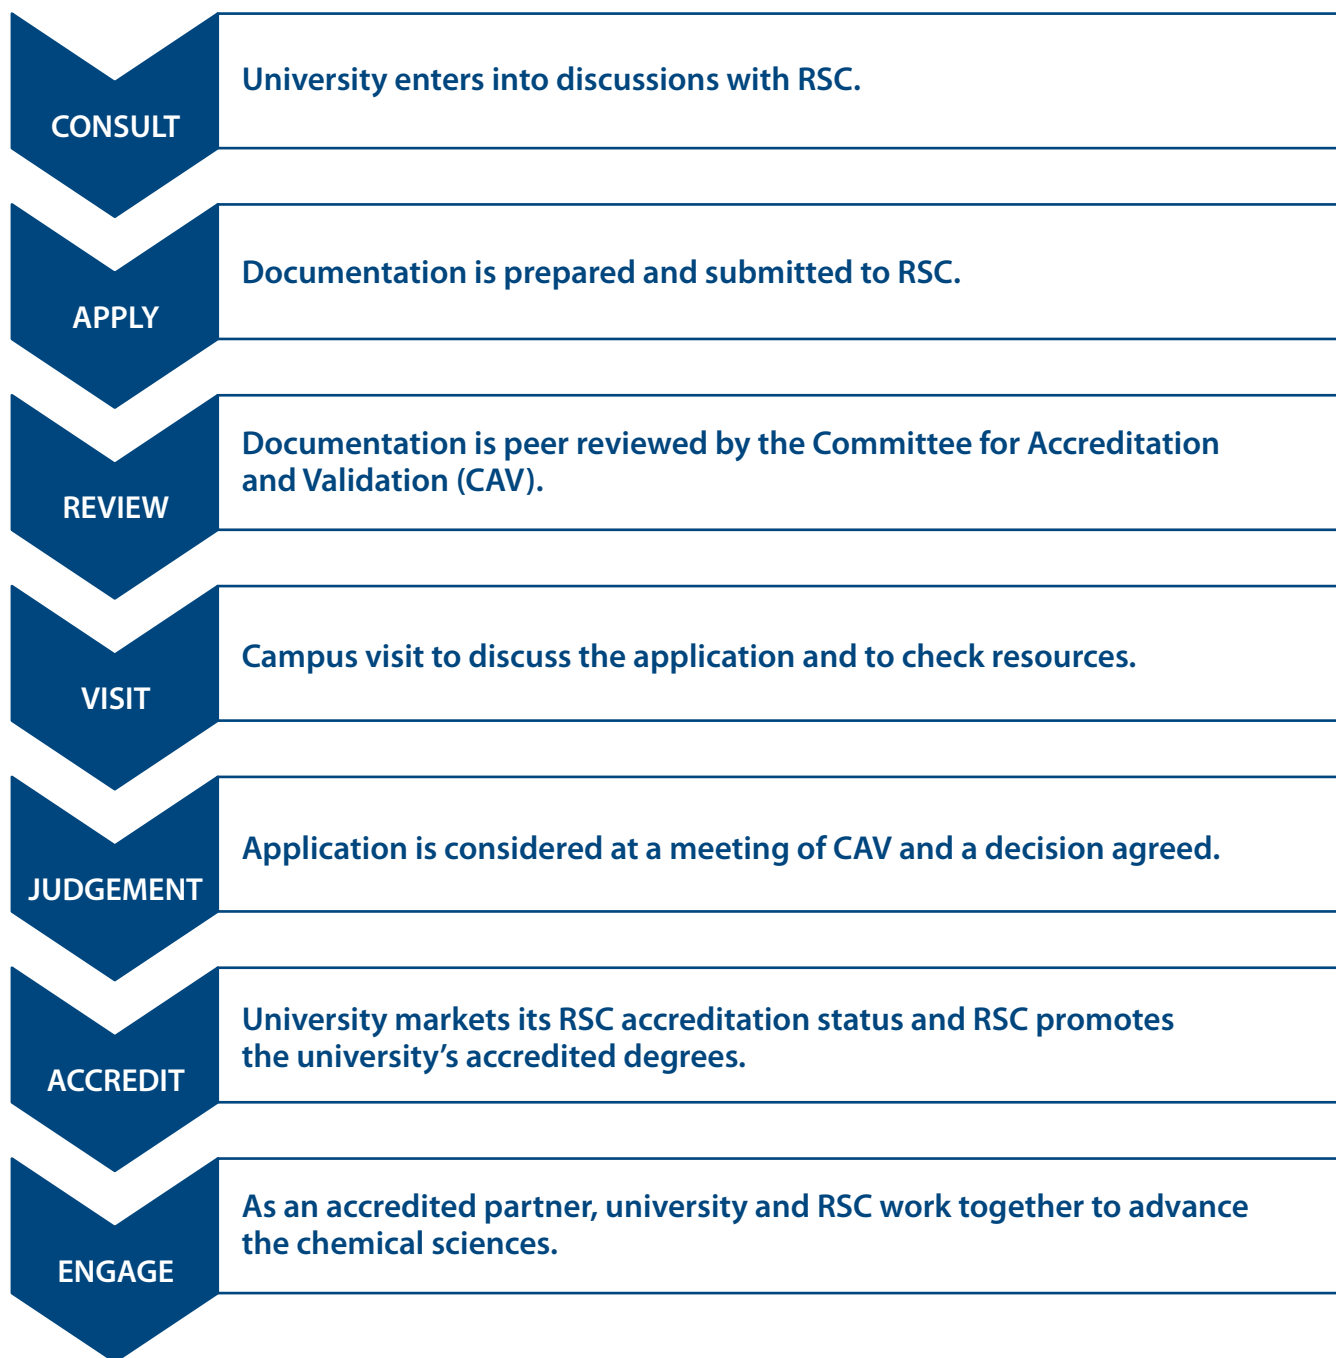 CONSULT
University enters into discussions with RSC.
APPLY
Documentation is prepared and submitted to RSC.
REVIEW
Documentation is peer reviewed by the Committee for Accreditation
and Validation (CAV).
VISIT
Campus visit to discuss the application and to check resources.
JUDGEMENT
Application is considered at a meeting of CAV and a decision agreed.
ACCREDIT
University markets its RSC accreditation status and RSC promotes
the university’s accredited degrees.
ENGAGE
As an accredited partner, university and RSC work together to advance
the chemical sciences.